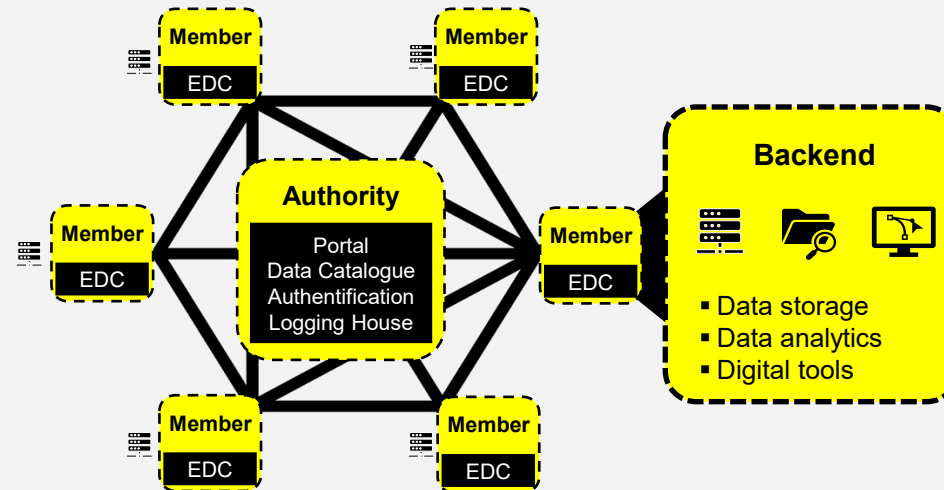 Member
EDC
Member
EDC
Authority
Portal
Data Catalogue
Authentification
Logging House
Member
EDC
Member
EDC
Backend
▪ Data storage
▪ Data analytics
▪ Digital tools
Member
EDC
Member
EDC